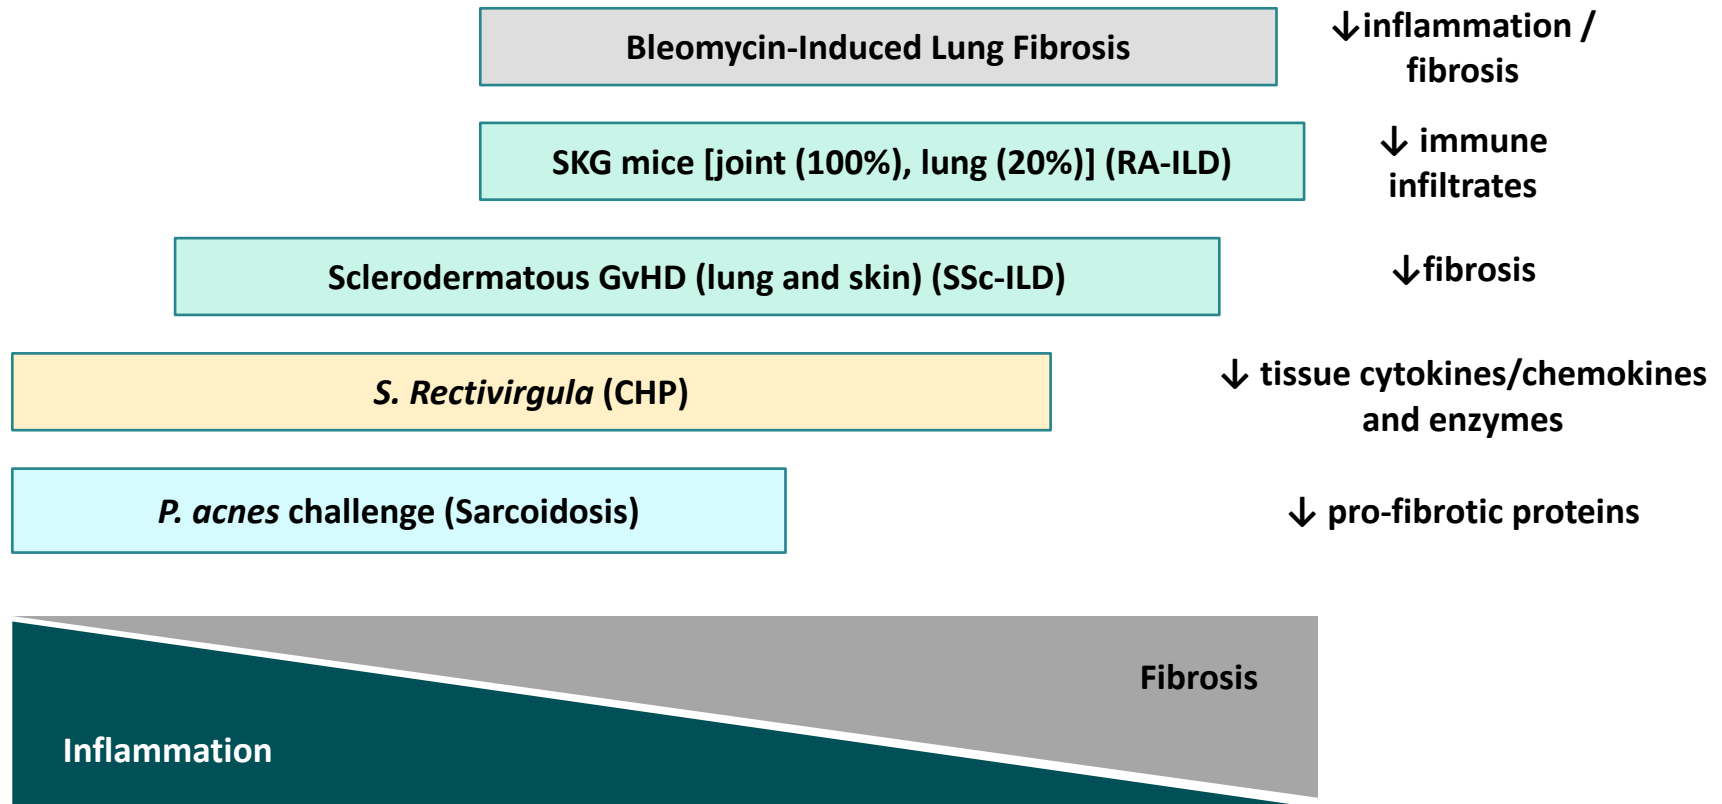 Bleomycin-Induced Lung Fibrosis
↓inflammation /
fibrosis
SKG mice [joint (100%), lung (20%)] (RA-ILD)
↓ immune
infiltrates
Sclerodermatous GvHD (lung and skin) (SSc-ILD)
↓fibrosis
S. Rectivirgula (CHP)
↓ tissue cytokines/chemokines
and enzymes
P. acnes challenge (Sarcoidosis)
↓ pro-fibrotic proteins
Fibrosis
Inflammation